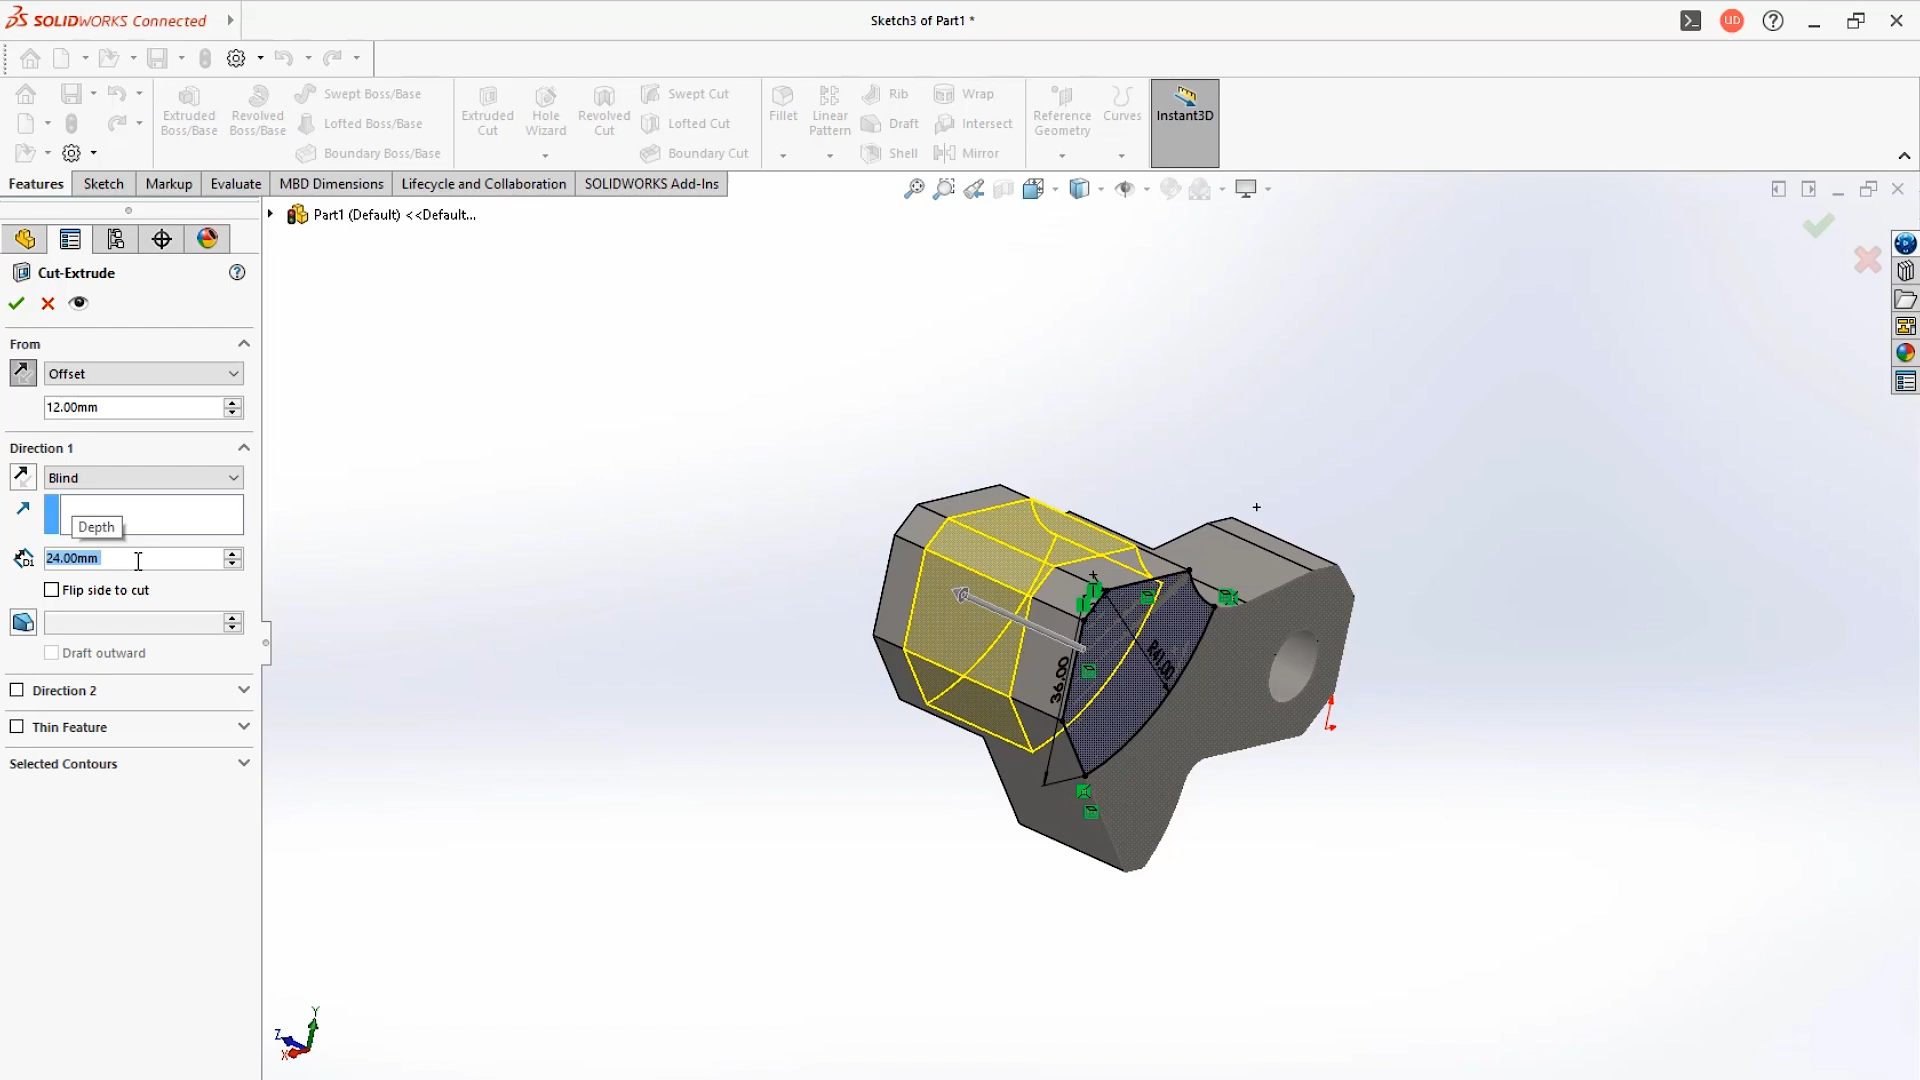 SOLIDWORKS Connected
Sketch3 of Part1 *
UD
Extruded Boss/Base
Revolved Boss/Base
Swept Boss/Base
Lofted Boss/Base
Boundary Boss/Base
Extruded Cut
Hole Wizard
Revolved Cut
Swept Cut
Lofted Cut
Boundary Cut
Fillet
Linear Pattern
Rib
Draft
Shell
Wrap
Intersect
Mirror
Reference Geometry
Curves
Instant3D
Features
Sketch
Markup
Evaluate
MBD Dimensions
Lifecycle and Collaboration
SOLIDWORKS Add-Ins
Part1 (Default) <<Default...
Cut-Extrude
From
Offset
12.00mm
Direction 1
Blind
Depth
D1
24.00mm
Flip side to cut
Draft outward
Direction 2
Thin Feature
Selected Contours
36.00
R41.00
Y
Z
X